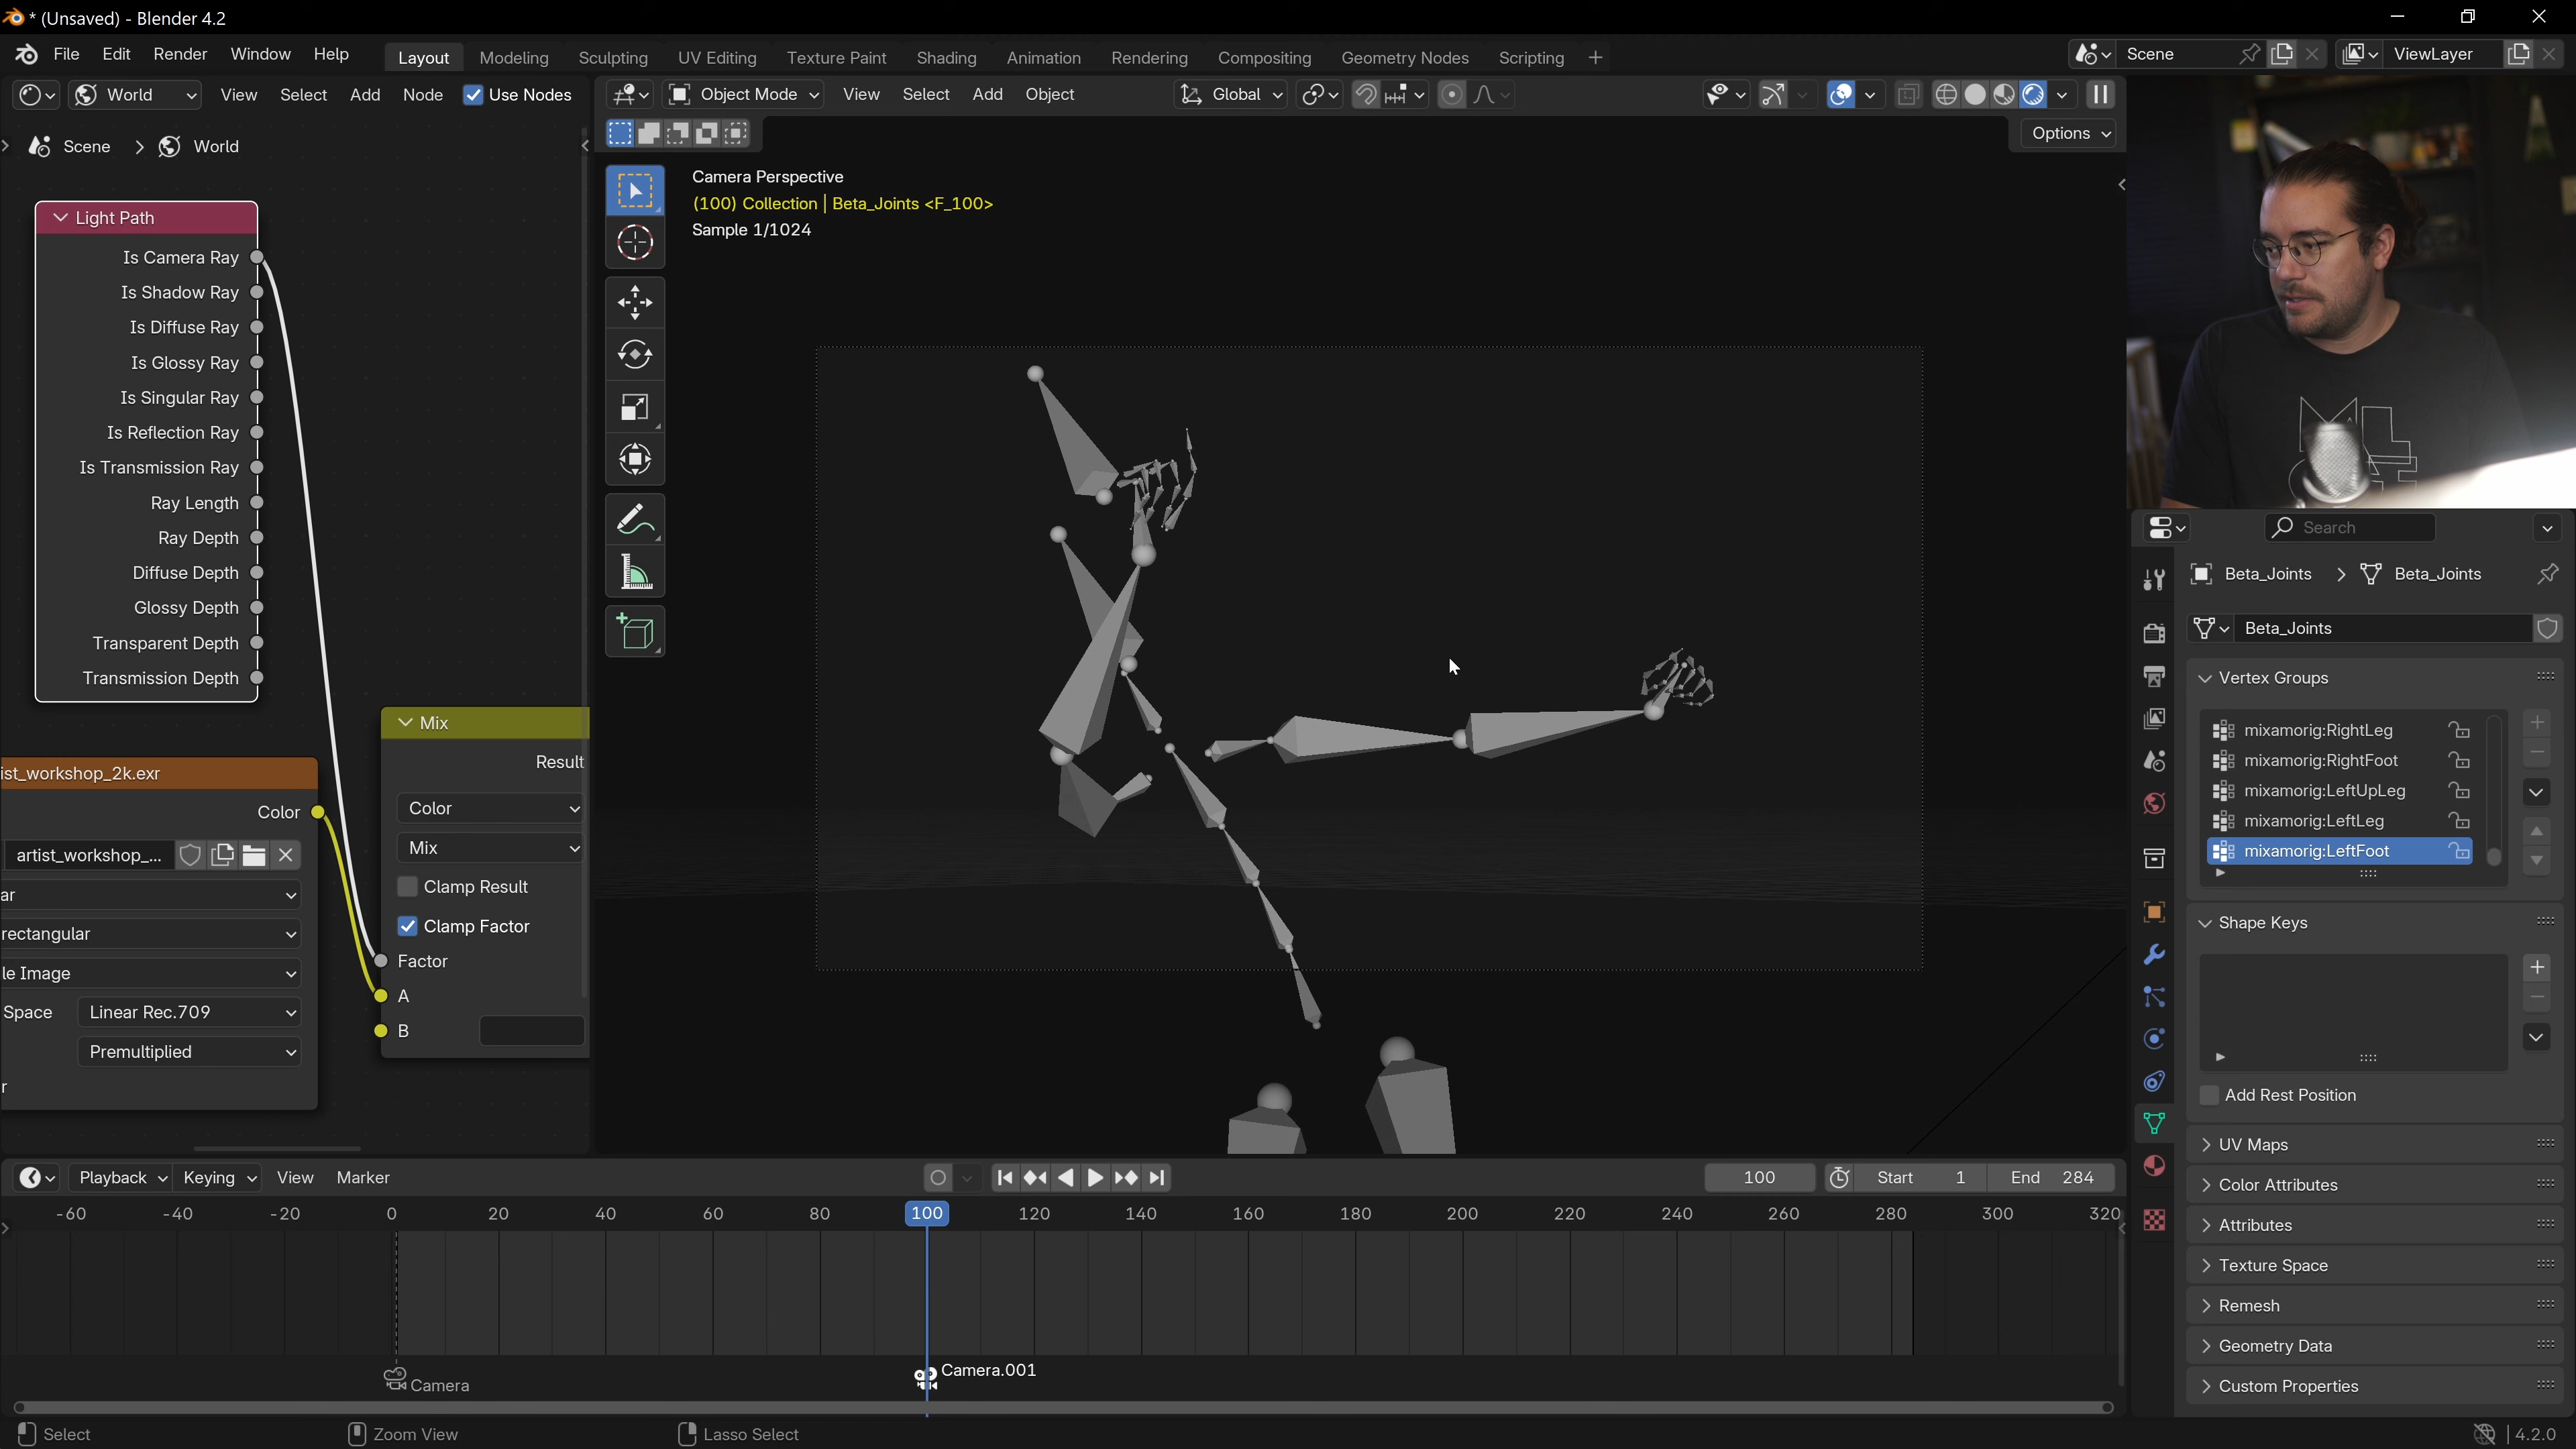 * (Unsaved) - Blender 4.2
File Edit Render Window Help
Layout Modeling Sculpting UV Editing Texture Paint Shading Animation Rendering Compositing Geometry Nodes Scripting +
Scene ViewLayer
World View Select Add Node Use Nodes
Object Mode View Select Add Object Global
Options
Scene > World
Camera Perspective
(100) Collection | Beta_Joints <F_100>
Sample 1/1024
Light Path
Is Camera Ray
Is Shadow Ray
Is Diffuse Ray
Is Glossy Ray
Is Singular Ray
Is Reflection Ray
Is Transmission Ray
Ray Length
Ray Depth
Diffuse Depth
Glossy Depth
Transparent Depth
Transmission Depth
ist_workshop_2k.exr
Color
artist_workshop_...
ar
rectangular
le Image
Space Linear Rec.709
Premultiplied
r
Mix
Result
Color
Mix
Clamp Result
Clamp Factor
Factor
A
B
Search
Beta_Joints > Beta_Joints
Beta_Joints
Vertex Groups
mixamorig:RightLeg
mixamorig:RightFoot
mixamorig:LeftUpLeg
mixamorig:LeftLeg
mixamorig:LeftFoot
Shape Keys
Add Rest Position
UV Maps
Color Attributes
Attributes
Texture Space
Remesh
Geometry Data
Custom Properties
Playback Keying View Marker
100 Start 1 End 284
-60 -40 -20 0 20 40 60 80 100 120 140 160 180 200 220 240 260 280 300 320
Camera.001
Camera
Select Zoom View Lasso Select
4.2.0